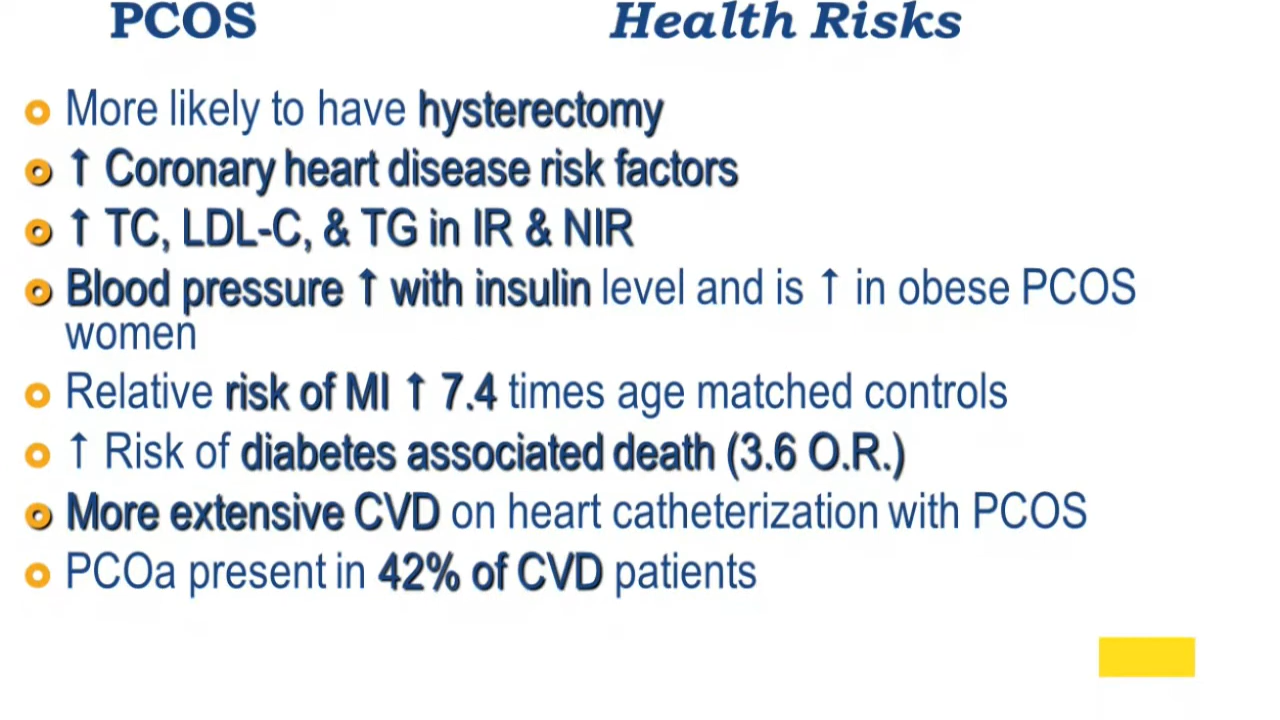 PCOS Health Risks
More likely to have hysterectomy
↑ Coronary heart disease risk factors
↑ TC, LDL-C, & TG in IR & NIR
Blood pressure ↑ with insulin level and is ↑ in obese PCOS
women
Relative risk of MI ↑ 7.4 times age matched controls
↑ Risk of diabetes associated death (3.6 O.R.)
More extensive CVD on heart catheterization with PCOS
PCOa present in 42% of CVD patients